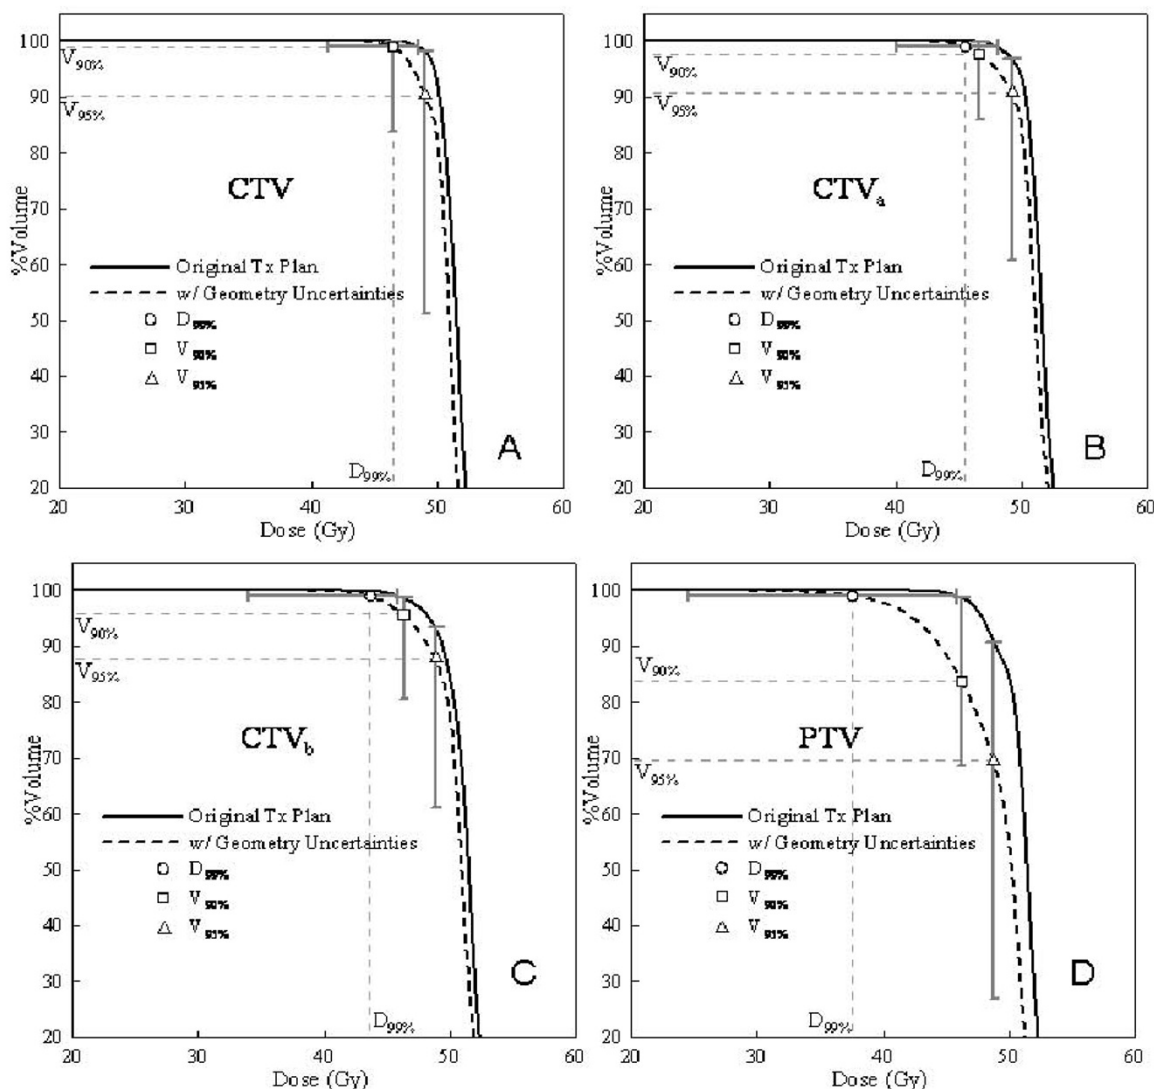 100
90
80
70
60
50
40
30
20
%Volume
V90%
V95%
CTV
Original Tx Plan
w/ Geometry Uncertainties
D99%
V90%
V95%
A
D99%
20 30 40 50 60
Dose (Gy)
100
90
80
70
60
50
40
30
20
%Volume
V90%
V95%
CTVa
Original Tx Plan
w/ Geometry Uncertainties
D99%
V90%
V95%
B
D99%
20 30 40 50 60
Dose (Gy)
100
90
80
70
60
50
40
30
20
%Volume
V90%
V95%
CTVb
Original Tx Plan
w/ Geometry Uncertainties
D99%
V90%
V95%
C
D99%
20 30 40 50 60
Dose (Gy)
100
90
80
70
60
50
40
30
20
%Volume
V90%
V95%
PTV
Original Tx Plan
w/ Geometry Uncertainties
D99%
V90%
V95%
D
D99%
20 30 40 50 60
Dose (Gy)